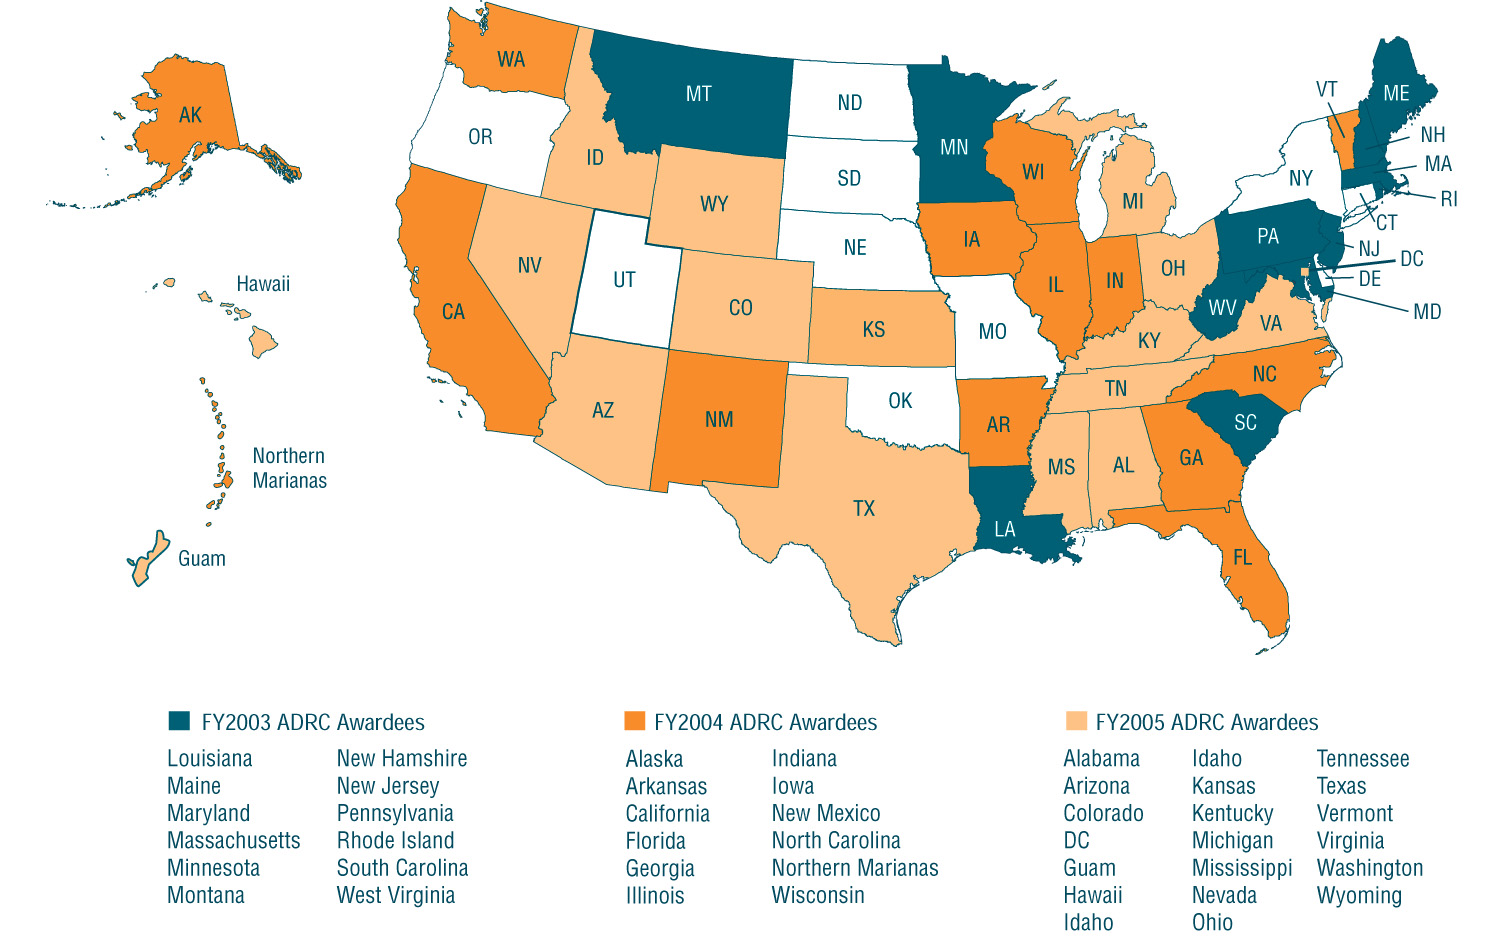 WA
MT
ND
MN
VT
ME
AK
OR
ID
SD
WI
NH
MA
NY
RI
WY
MI
CT
IA
NE
PA
NJ
NV
UT
OH
DC
IL
IN
DE
Hawaii
CA
CO
KS
MO
WV
VA
MD
KY
TN
NC
AZ
NM
OK
AR
SC
Northern
Marianas
MS
AL
GA
TX
LA
Guam
FL
FY2003 ADRC Awardees
Louisiana New Hamshire
Maine New Jersey
Maryland Pennsylvania
Massachusetts Rhode Island
Minnesota South Carolina
Montana West Virginia
FY2004 ADRC Awardees
Alaska Indiana
Arkansas Iowa
California New Mexico
Florida North Carolina
Georgia Northern Marianas
Illinois Wisconsin
FY2005 ADRC Awardees
Alabama Idaho Tennessee
Arizona Kansas Texas
Colorado Kentucky Vermont
DC Michigan Virginia
Guam Mississippi Washington
Hawaii Nevada Wyoming
Idaho Ohio